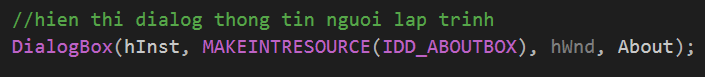 //hien thi dialog thong tin nguoi lap trinh
DialogBox(hInst, MAKEINTRESOURCE(IDD_ABOUTBOX), hWnd, About);